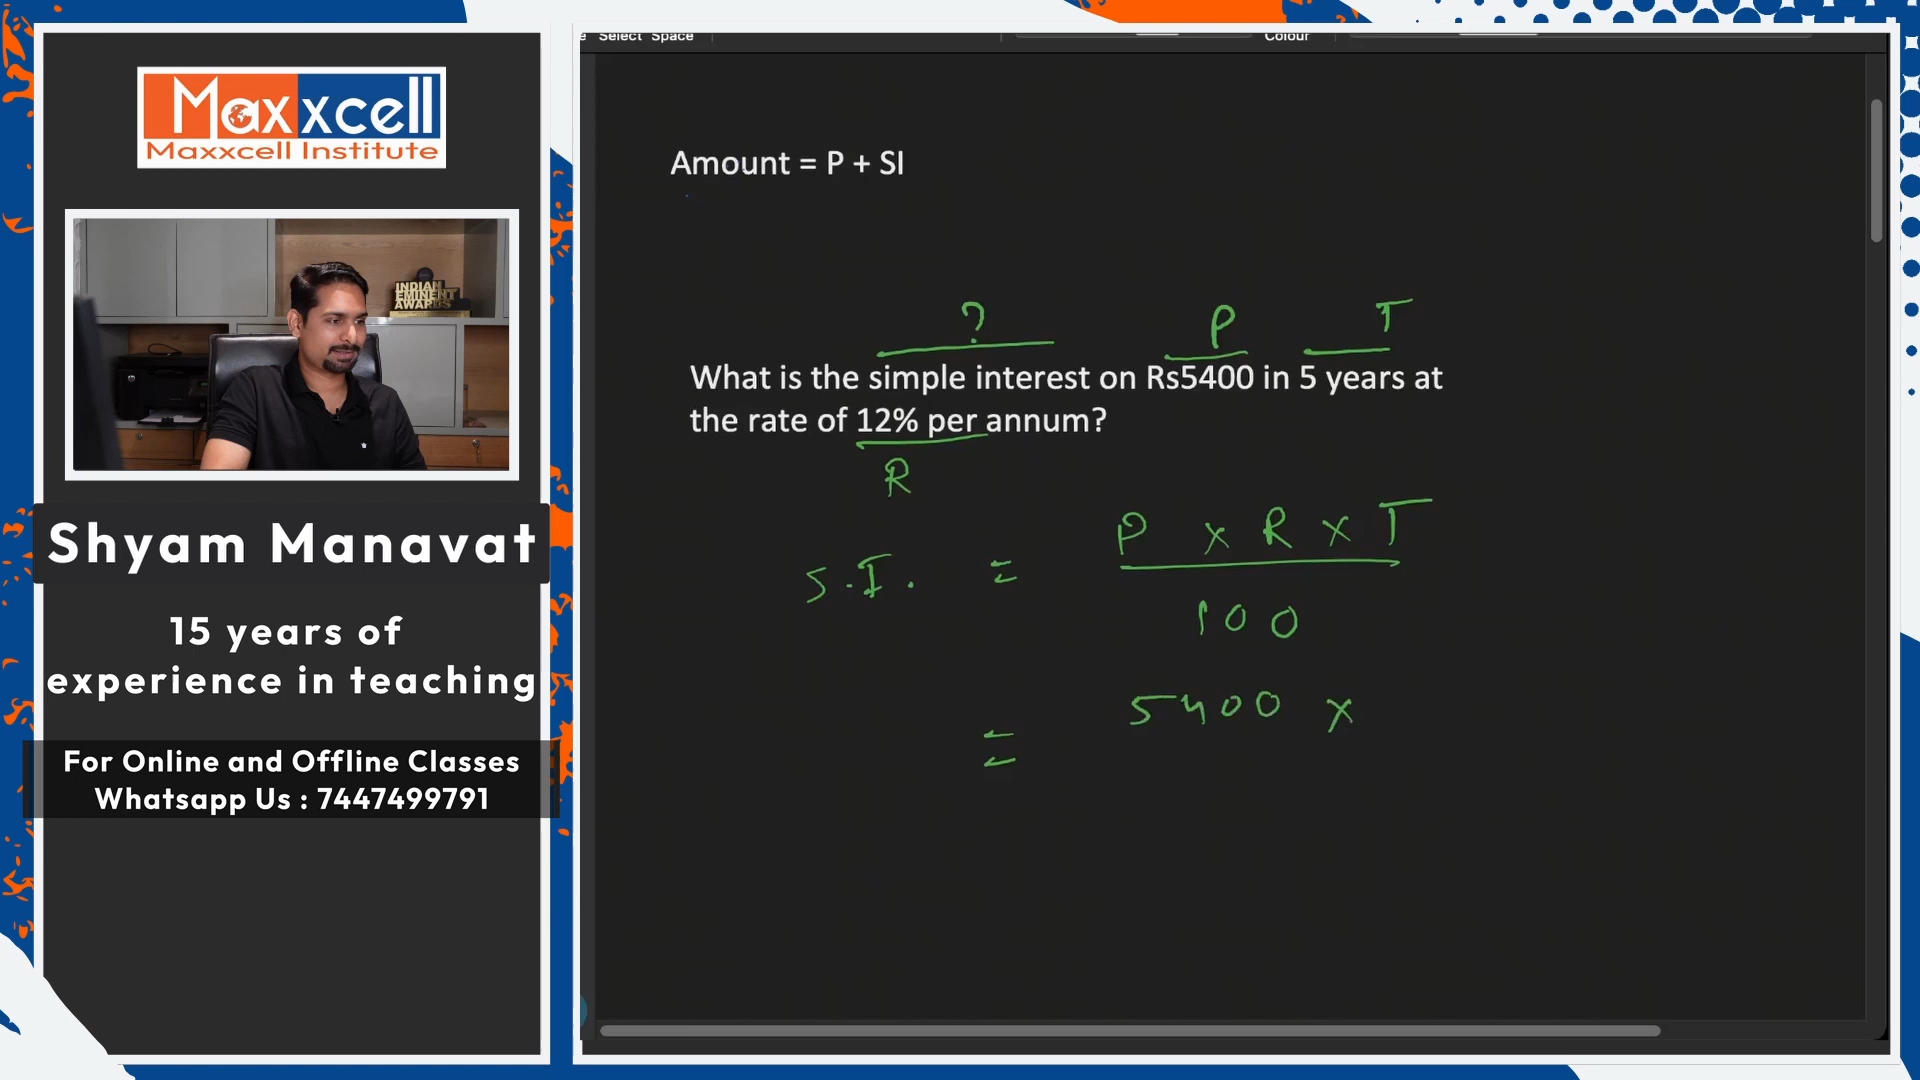 e Select Space
Colour
Maxxcell
Maxxcell Institute
INDIAN
EMINENT
AWARDS
Shyam Manavat
15 years of
experience in teaching
For Online and Offline Classes
Whatsapp Us : 7447499791
Amount = P + SI
? P T
What is the simple interest on Rs5400 in 5 years at
the rate of 12% per annum?
R
S.I. = P x R x T
100
= 5400 x